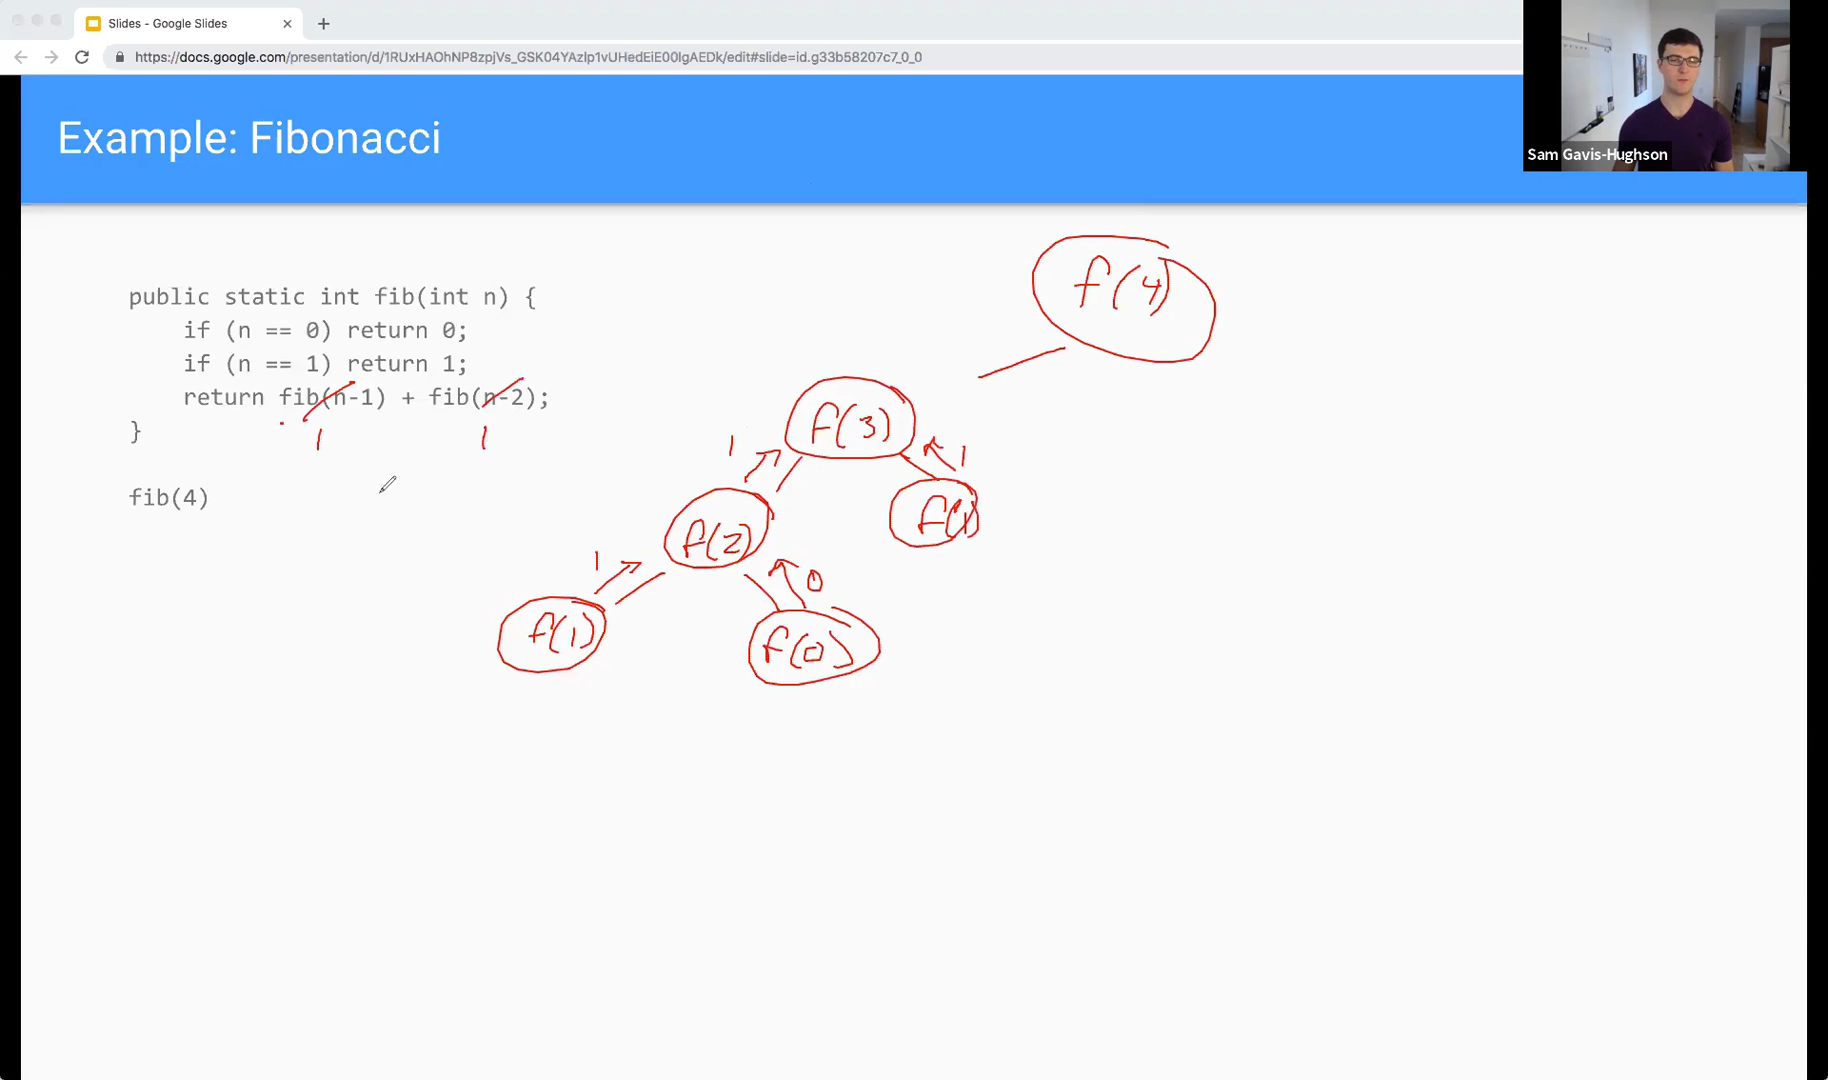 Slides - Google Slides
https://docs.google.com/presentation/d/1RUxHAOhNP8zpjVs_GSK04YAzlp1vUHedEiE00lgAEDk/edit#slide=id.g33b58207c7_0_0
Sam Gavis-Hughson
Example: Fibonacci
public static int fib(int n) {
if (n == 0) return 0;
if (n == 1) return 1;
return fib(n-1) + fib(n-2);
}
1 1
fib(4)
f(4)
f(3)
1 1
f(2) f(1)
1 0
f(1) f(0)